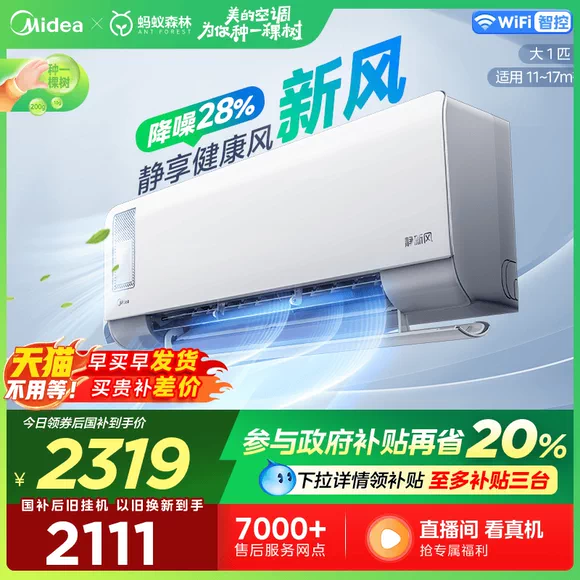 Midea × 蚂蚁森林
ANT FOREST
美的空调
为你种一棵树
WiFi 智控
大1匹
适用 11~17m
种一
棵树
200g
降噪28%
新风
静享健康风
静新风
Midea
天猫
不用等!
早买早发货
买贵补差价
今日领券后国补到手价
¥2319
参与政府补贴再省20%
下拉详情领补贴 至多补贴三台
国补后旧挂机 以旧换新到手
2111
7000+
售后服务网点
直播间 看真机
抢专属福利